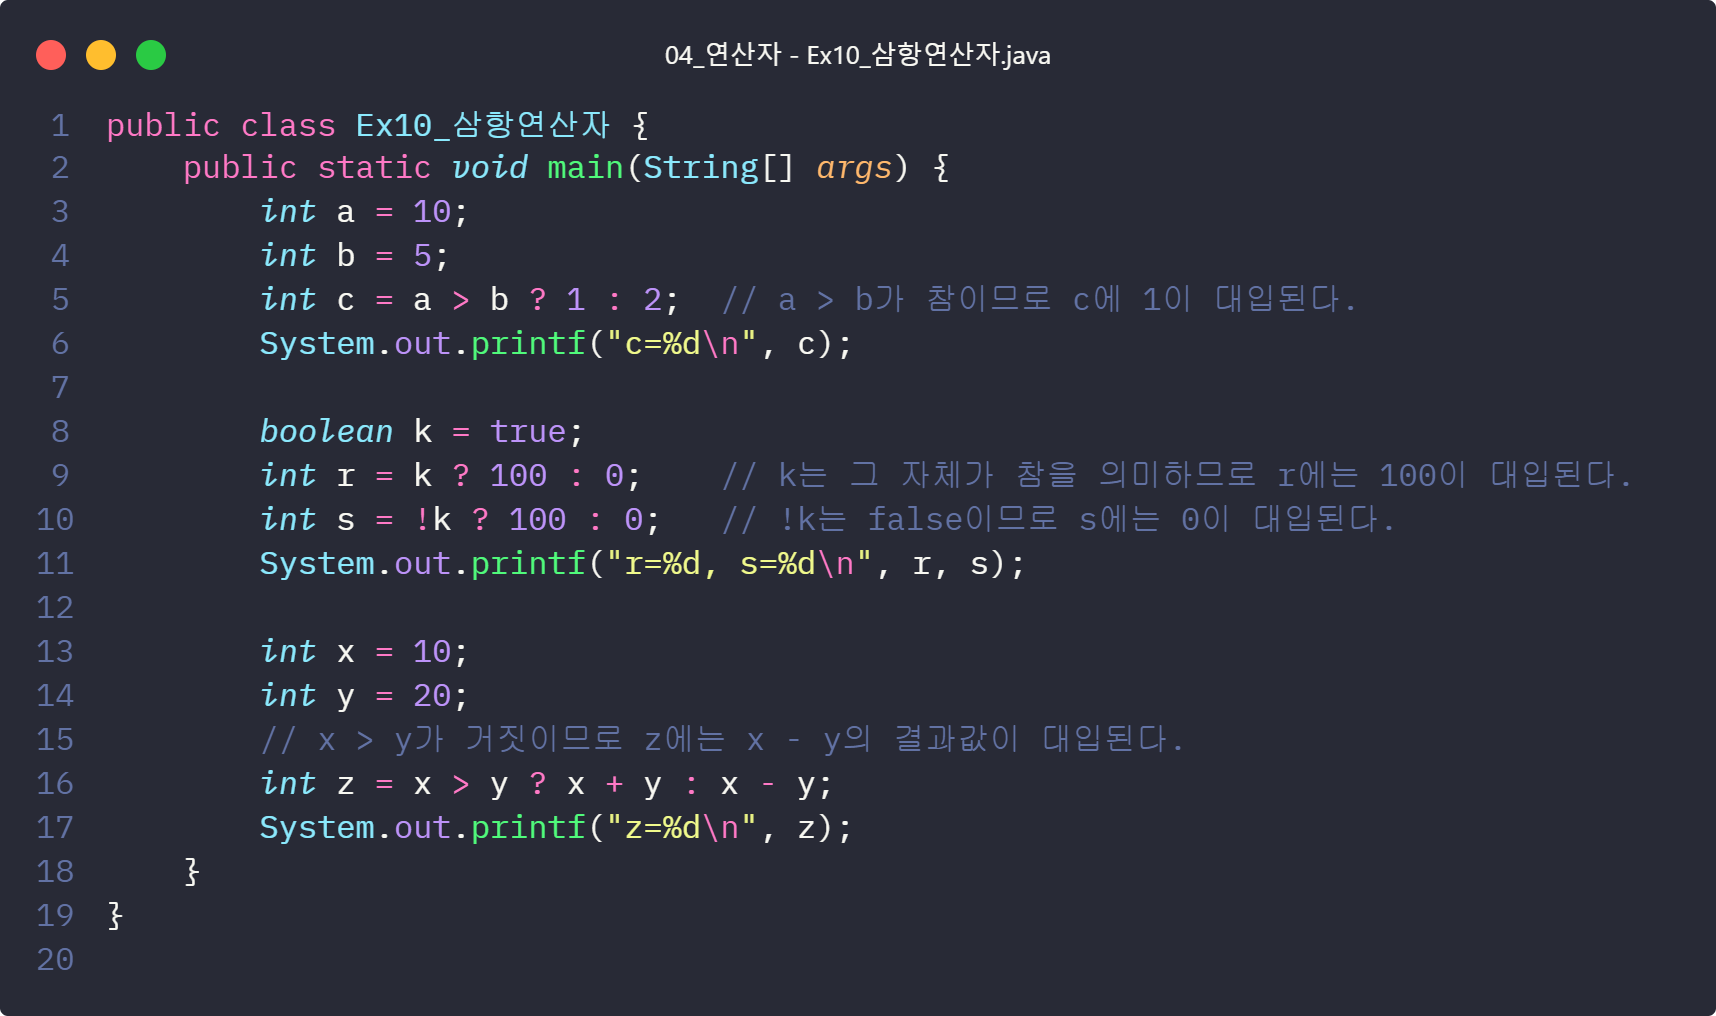 04_연산자 - Ex10_삼항연산자.java
1 public class Ex10_삼항연산자 {
2     public static void main(String[] args) {
3         int a = 10;
4         int b = 5;
5         int c = a > b ? 1 : 2;  // a > b가 참이므로 c에 1이 대입된다.
6         System.out.printf("c=%d\n", c);
7
8         boolean k = true;
9         int r = k ? 100 : 0;    // k는 그 자체가 참을 의미하므로 r에는 100이 대입된다.
10         int s = !k ? 100 : 0;   // !k는 false이므로 s에는 0이 대입된다.
11         System.out.printf("r=%d, s=%d\n", r, s);
12
13         int x = 10;
14         int y = 20;
15         // x > y가 거짓이므로 z에는 x - y의 결과값이 대입된다.
16         int z = x > y ? x + y : x - y;
17         System.out.printf("z=%d\n", z);
18     }
19 }
20